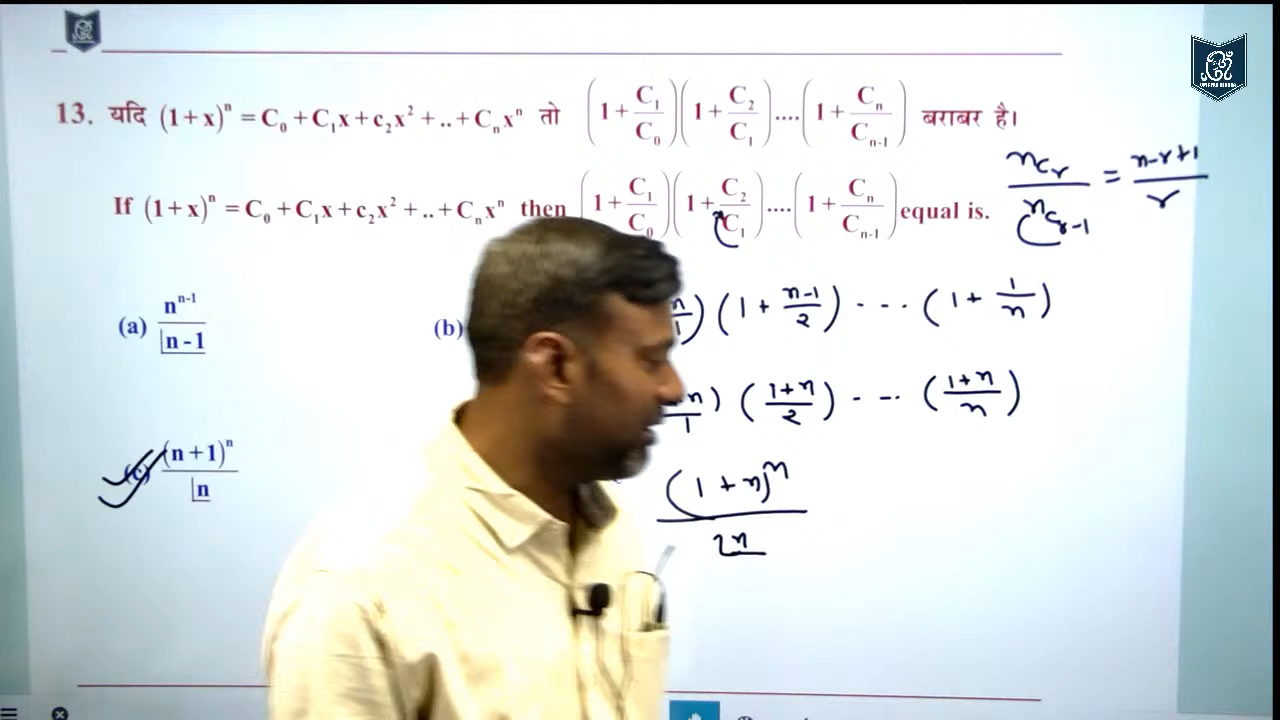 13. यदि (1+x)ⁿ = C₀ + C₁x + c₂x² + .. + Cₙxⁿ तो (1 + C₁/C₀)(1 + C₂/C₁)....(1 + Cₙ/Cₙ₋₁) बराबर है।
ⁿCᵣ/ⁿCᵣ₋₁ = n-r+1/r
If (1+x)ⁿ = C₀ + C₁x + c₂x² + .. + Cₙxⁿ then (1 + C₁/C₀)(1 + C₂/C₁)....(1 + Cₙ/Cₙ₋₁) equal is.
(a) nⁿ⁻¹/|n-1
(b)
n/1)(1 + n-1/2) ---- (1 + 1/n)
n/1) (1+n/2) ---- (1+n/n)
(c) (n+1)ⁿ/|n
(1 + n)ⁿ